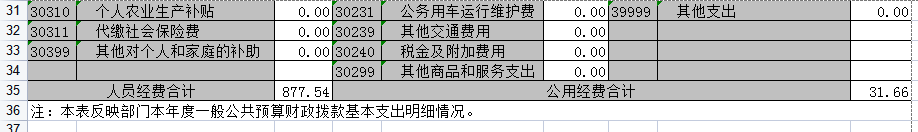 31 30310 个人农业生产补贴 0.00 30231 公务用车运行维护费 0.00 39999 其他支出 0.00
32 30311 代缴社会保险费 0.00 30239 其他交通费用 0.00
33 30399 其他对个人和家庭的补助 0.00 30240 税金及附加费用 0.00
34 30299 其他商品和服务支出 0.00
35 人员经费合计 877.54 公用经费合计 31.66
36 注：本表反映部门本年度一般公共预算财政拨款基本支出明细情况。
37